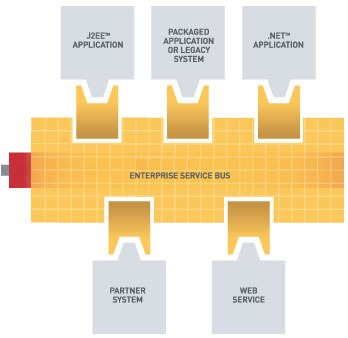 J2EE™
APPLICATION
PACKAGED
APPLICATION
OR LEGACY
SYSTEM
.NET™
APPLICATION
ENTERPRISE SERVICE BUS
PARTNER
SYSTEM
WEB
SERVICE